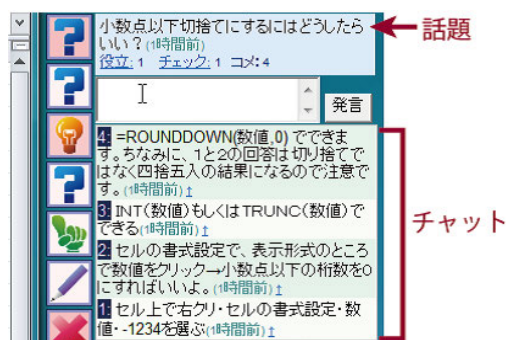 小数点以下切捨てにするにはどうしたら
いい？(1時間前)
役立: 1 チェック: 1 コメ: 4
話題
発言
4: =ROUNDDOWN(数値,0) でできま
す。ちなみに、1と2の回答は切り捨てで
はなく四捨五入の結果になるので注意で
す。(1時間前) ↑
3: INT(数値)もしくはTRUNC(数値)で
できる(1時間前) ↑
チャット
2: セルの書式設定で、表示形式のところ
で数値をクリック→小数点以下の桁数を0
にすればいいよ。(1時間前) ↑
1: セル上で右クリ・セルの書式設定・数
値・-1234を選ぶ(1時間前) ↑